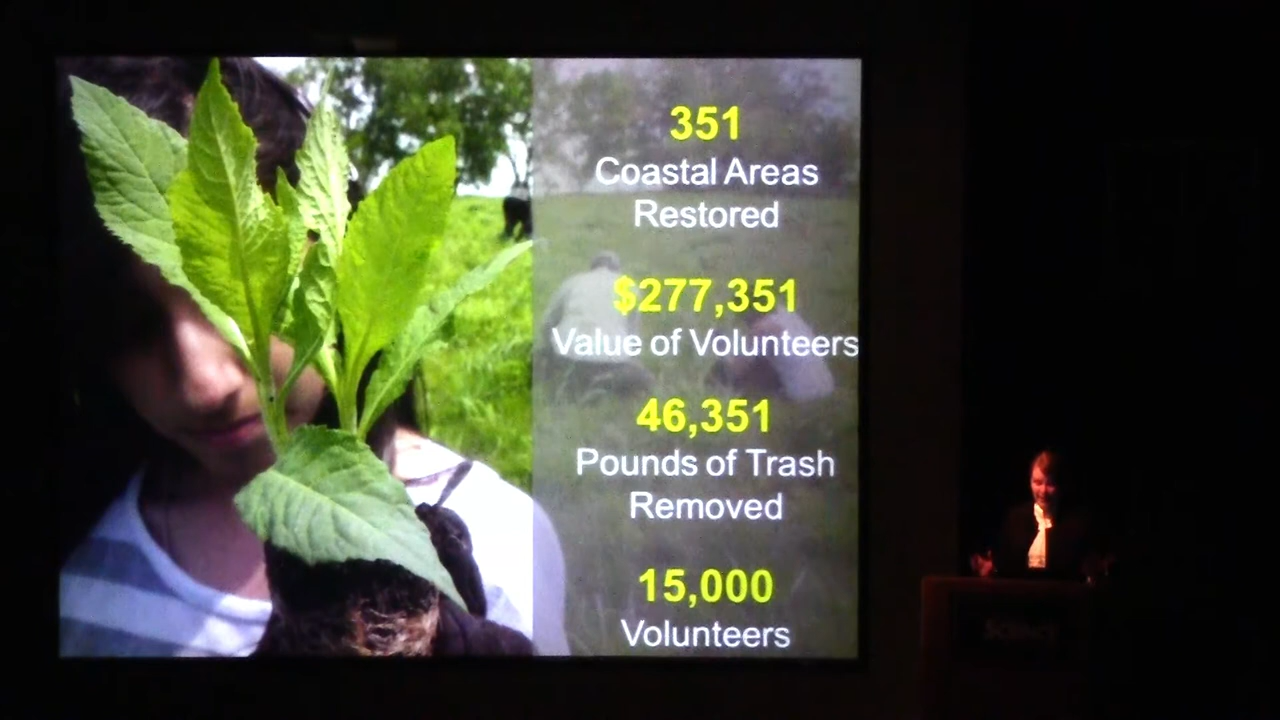 351
Coastal Areas
Restored
$277,351
Value of Volunteers
46,351
Pounds of Trash
Removed
15,000
Volunteers